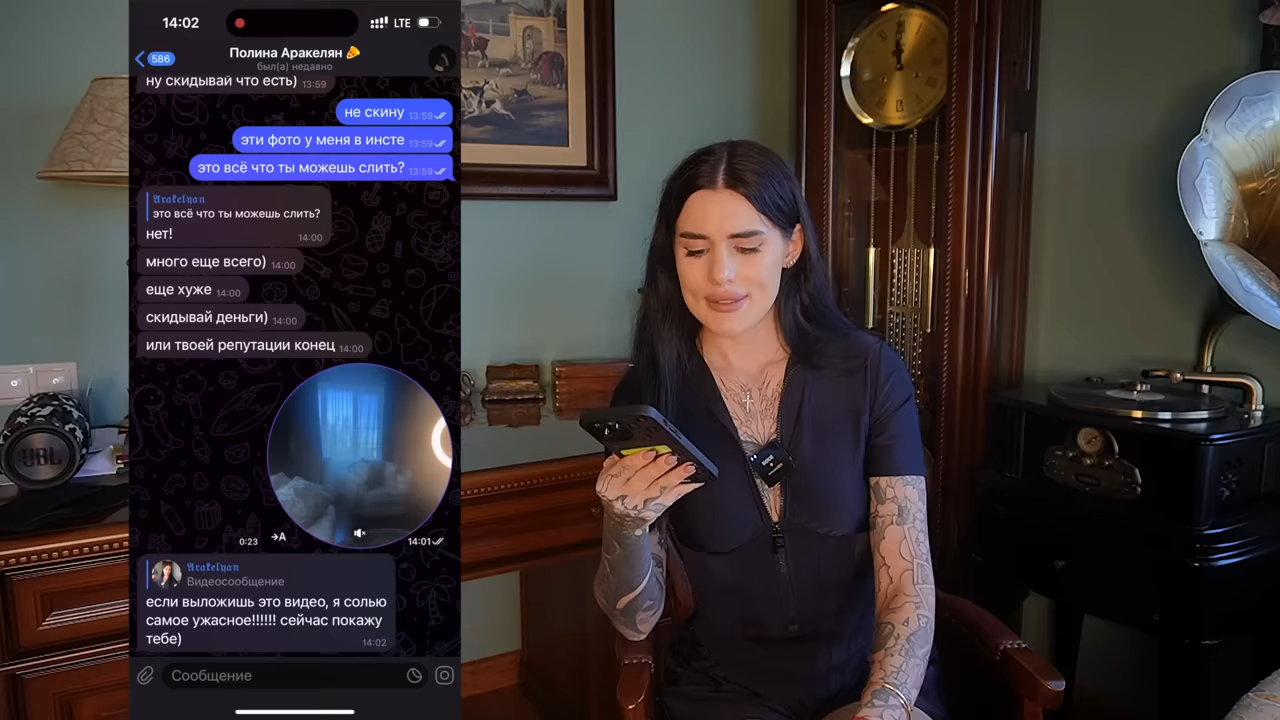 14:02
LTE
586
Полина Аракелян 🍕
был(а) недавно
ну скидывай что есть) 13:59
не скину 13:59
эти фото у меня в инсте 13:59
это всё что ты можешь слить? 13:59
𝕬𝖗𝖆𝖐𝖊𝖑𝖞𝖆𝖓
это всё что ты можешь слить?
нет! 14:00
много еще всего) 14:00
еще хуже 14:00
скидывай деньги) 14:00
или твоей репутации конец 14:00
0:23 →A 14:01
𝕬𝖗𝖆𝖐𝖊𝖑𝖞𝖆𝖓
Видеосообщение
если выложишь это видео, я солью
самое ужасное!!!!!! сейчас покажу
тебе) 14:02
Сообщение
JBL